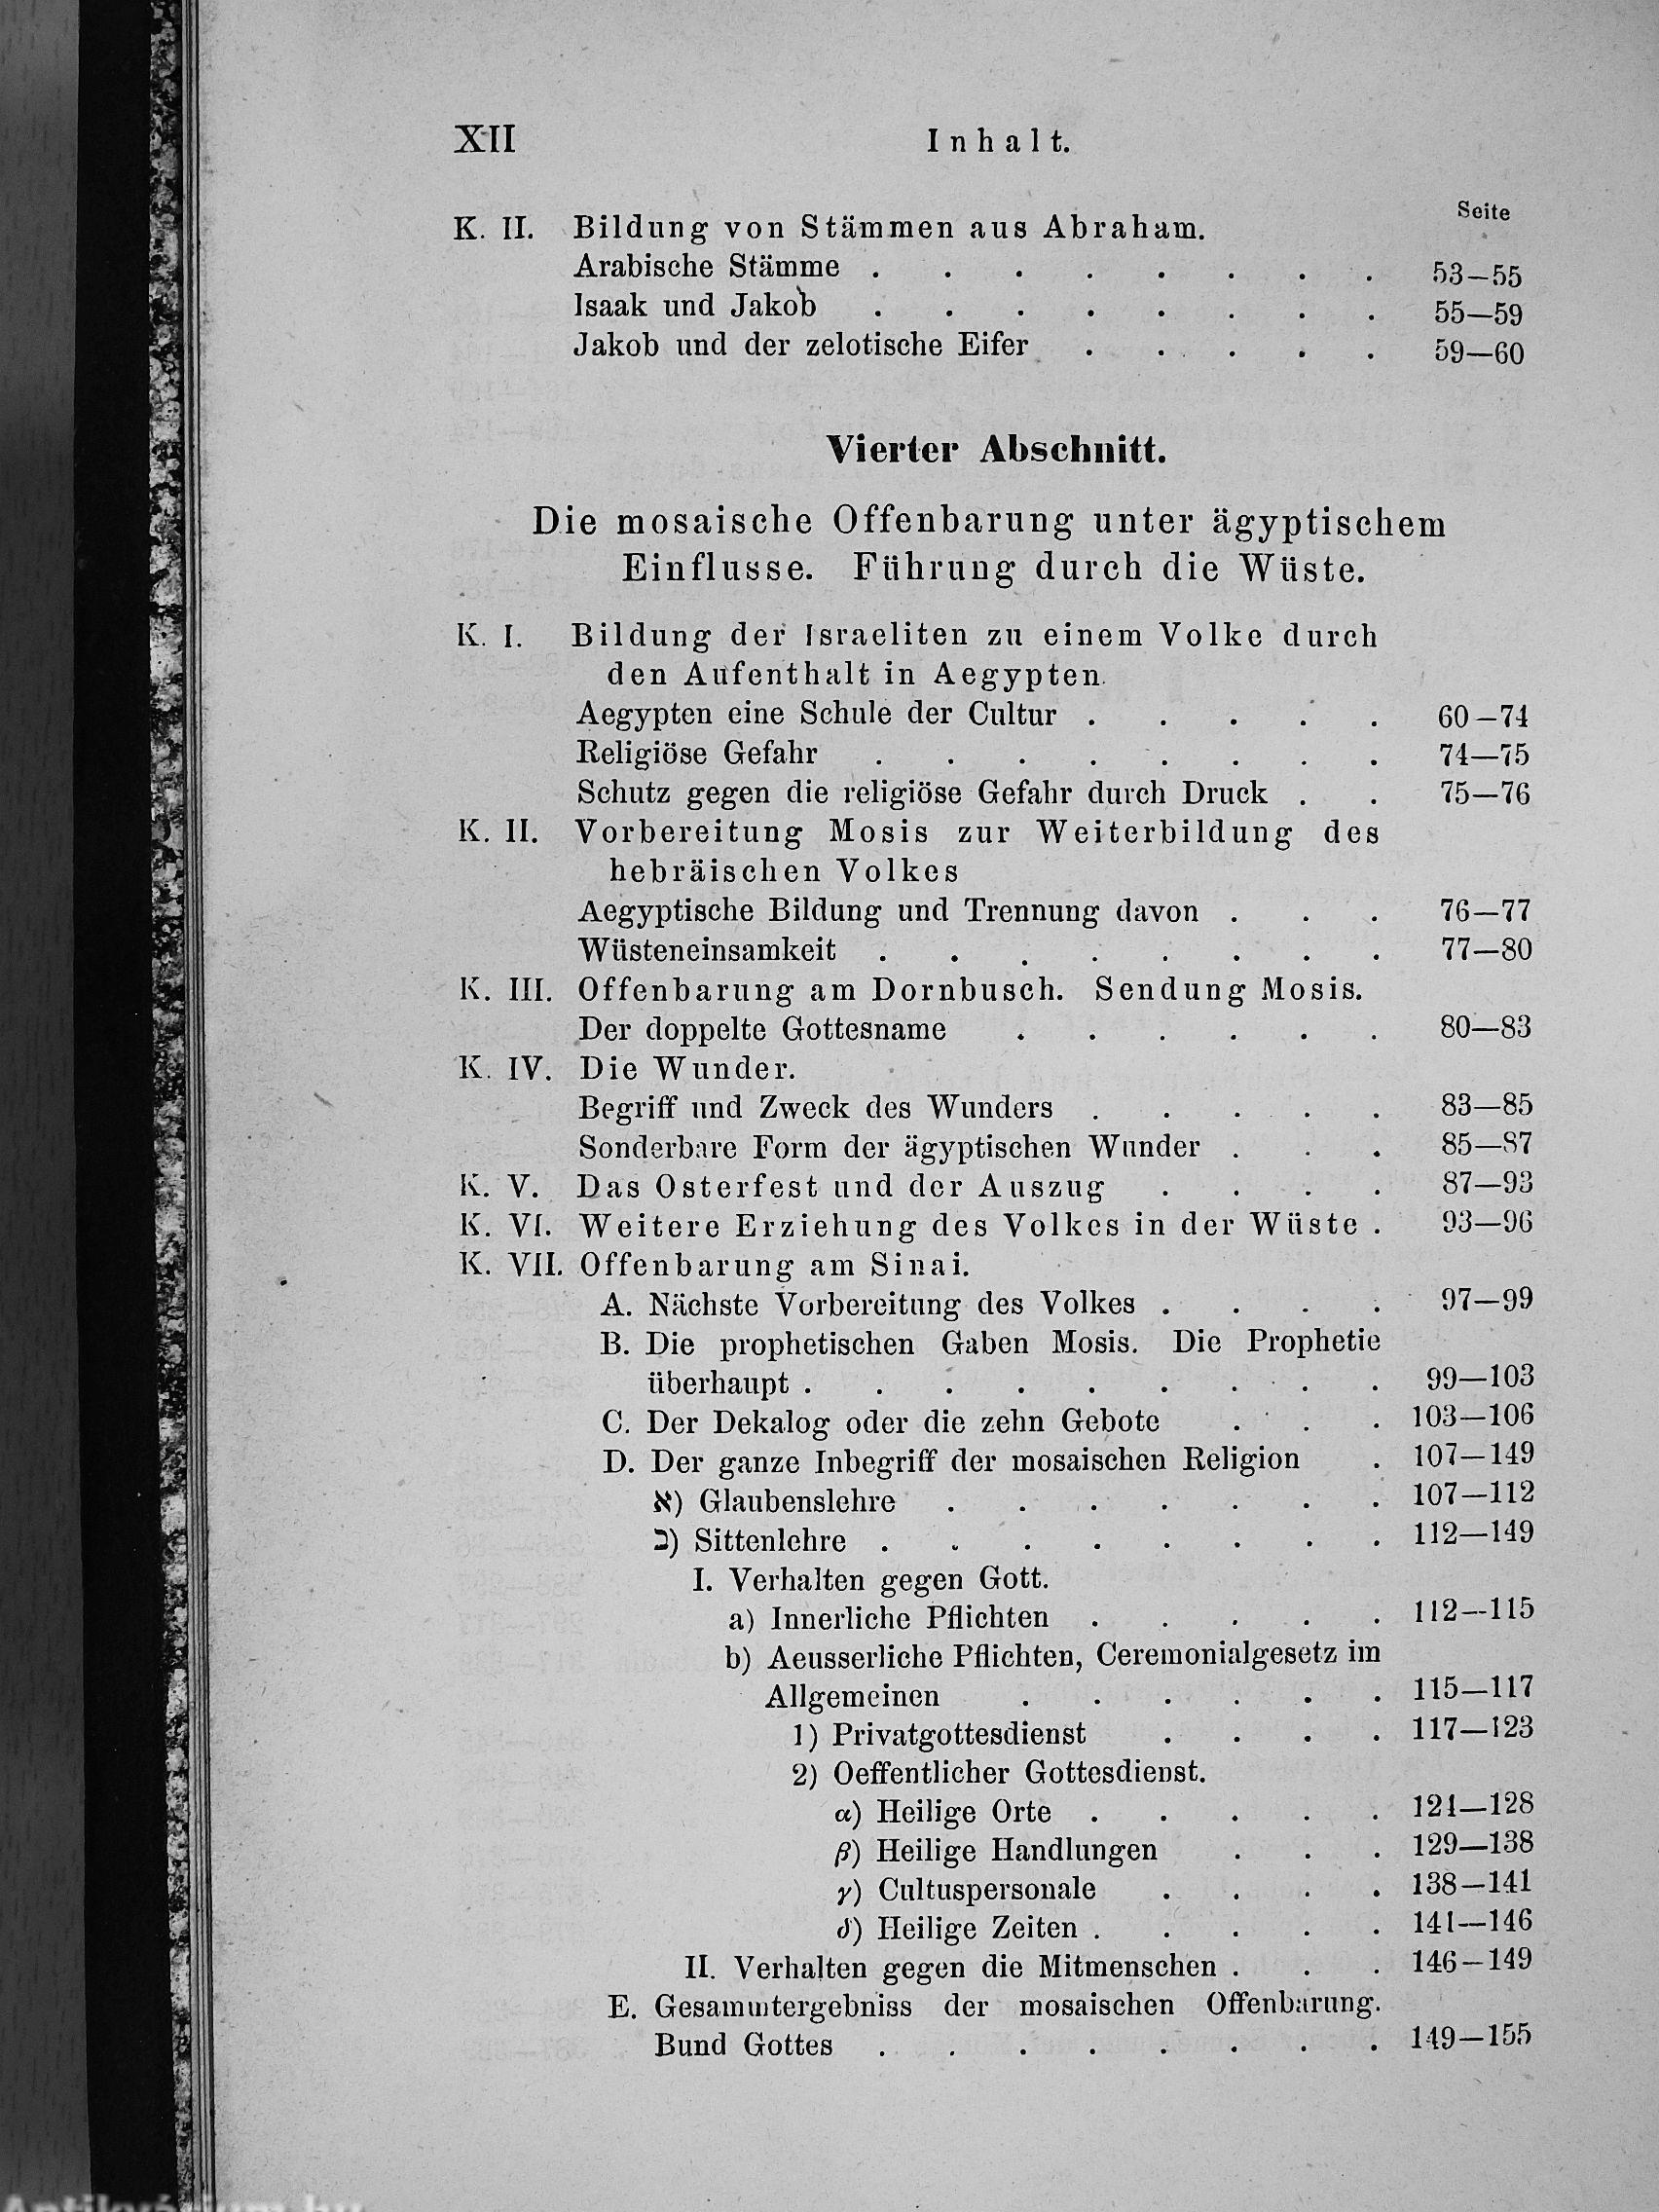 XII Inhalt.
Seite
K. II. Bildung von Stämmen aus Abraham.
Arabische Stämme . . . . . . . . 53—55
Isaak und Jakob . . . . . . . . 55—59
Jakob und der zelotische Eifer . . . . . 59—60
Vierter Abschnitt.
Die mosaische Offenbarung unter ägyptischem
Einflusse. Führung durch die Wüste.
K. I. Bildung der Israeliten zu einem Volke durch
den Aufenthalt in Aegypten.
Aegypten eine Schule der Cultur . . . . . 60—74
Religiöse Gefahr . . . . . . . . 74—75
Schutz gegen die religiöse Gefahr durch Druck . . 75—76
K. II. Vorbereitung Mosis zur Weiterbildung des
hebräischen Volkes
Aegyptische Bildung und Trennung davon . . . 76—77
Wüsteneinsamkeit . . . . . . . . 77—80
K. III. Offenbarung am Dornbusch. Sendung Mosis.
Der doppelte Gottesname . . . . . . 80—83
K. IV. Die Wunder.
Begriff und Zweck des Wunders . . . . . 83—85
Sonderbare Form der ägyptischen Wunder . . . 85—87
K. V. Das Osterfest und der Auszug . . . . 87—93
K. VI. Weitere Erziehung des Volkes in der Wüste . 93—96
K. VII. Offenbarung am Sinai.
A. Nächste Vorbereitung des Volkes . . . . 97—99
B. Die prophetischen Gaben Mosis. Die Prophetie
überhaupt . . . . . . . . . 99—103
C. Der Dekalog oder die zehn Gebote . . . 103—106
D. Der ganze Inbegriff der mosaischen Religion . 107—149
א) Glaubenslehre . . . . . . . 107—112
ב) Sittenlehre . . . . . . . . 112—149
I. Verhalten gegen Gott.
a) Innerliche Pflichten . . . . . 112—115
b) Aeusserliche Pflichten, Ceremonialgesetz im
Allgemeinen . . . . . . 115—117
1) Privatgottesdienst . . . . 117—123
2) Oeffentlicher Gottesdienst.
α) Heilige Orte . . . . . 121—128
β) Heilige Handlungen . . . 129—138
γ) Cultuspersonale . . . . 138—141
δ) Heilige Zeiten . . . . . 141—146
II. Verhalten gegen die Mitmenschen . . . 146—149
E. Gesammtergebniss der mosaischen Offenbarung.
Bund Gottes . . . . . . . . 149—155